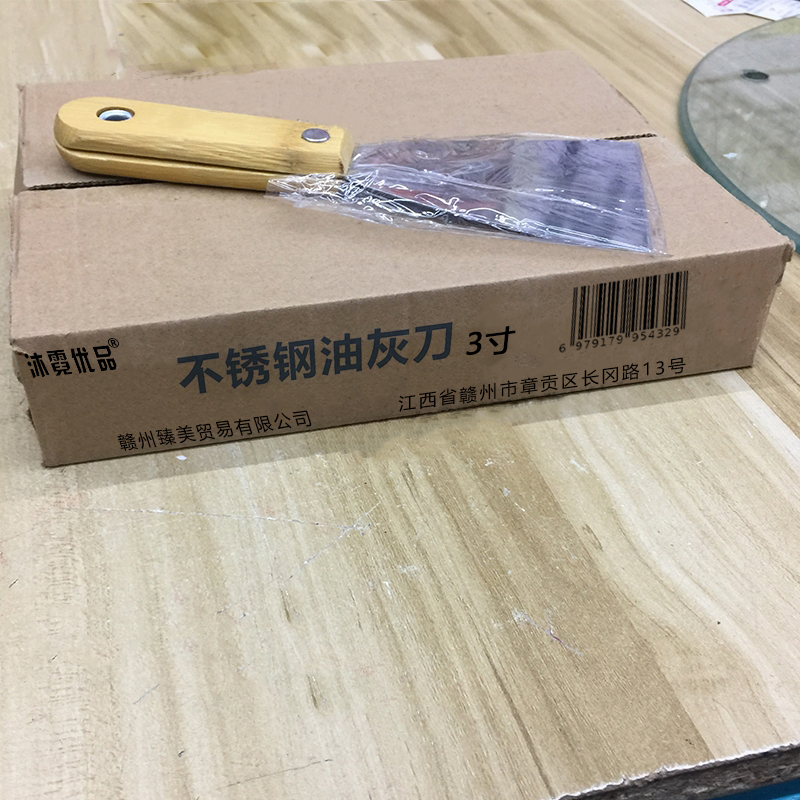 沐霓优品®
不锈钢油灰刀 3寸
6 979179 954329
赣州臻美贸易有限公司
江西省赣州市章贡区长冈路13号